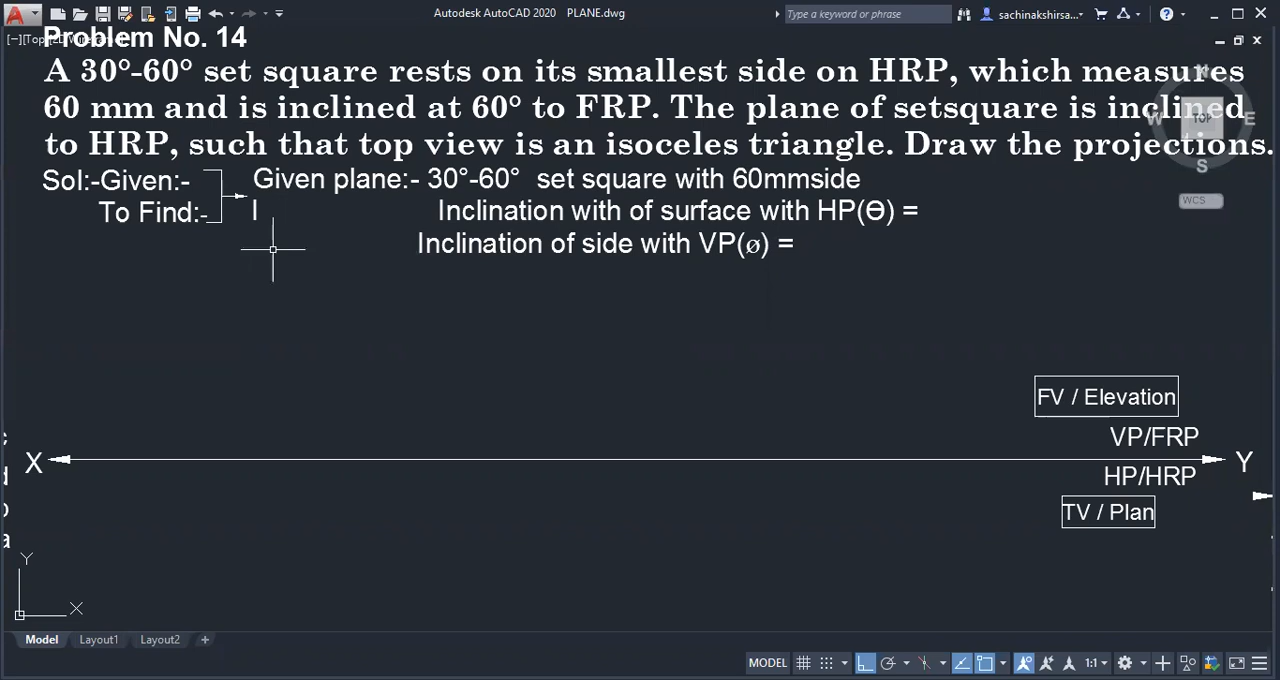 Autodesk AutoCAD 2020 PLANE.dwg
Type a keyword or phrase
sachinakshirsa...
Problem No. 14
A 30°-60° set square rests on its smallest side on HRP, which measures
60 mm and is inclined at 60° to FRP. The plane of setsquare is inclined
to HRP, such that top view is an isoceles triangle. Draw the projections.
N
W TOP E
S
WCS
Sol:-Given:-
To Find:-
Given plane:- 30°-60° set square with 60mmside
I
Inclination with of surface with HP(Ɵ) =
Inclination of side with VP(ø) =
FV / Elevation
VP/FRP
X
Y
HP/HRP
TV / Plan
c
d
o
a
Y
X
Model Layout1 Layout2 +
MODEL 1:1